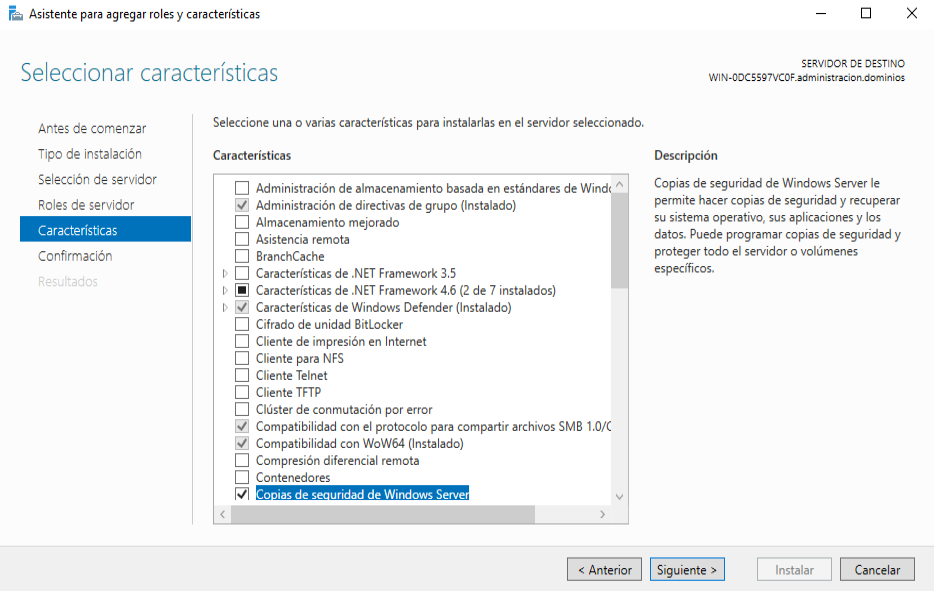 Asistente para agregar roles y características
Seleccionar características
SERVIDOR DE DESTINO
WIN-0DC5597VC0F.administracion.dominios
Antes de comenzar
Tipo de instalación
Selección de servidor
Roles de servidor
Características
Confirmación
Resultados
Seleccione una o varias características para instalarlas en el servidor seleccionado.
Características
Administración de almacenamiento basada en estándares de Windo
Administración de directivas de grupo (Instalado)
Almacenamiento mejorado
Asistencia remota
BranchCache
Características de .NET Framework 3.5
Características de .NET Framework 4.6 (2 de 7 instalados)
Características de Windows Defender (Instalado)
Cifrado de unidad BitLocker
Cliente de impresión en Internet
Cliente para NFS
Cliente Telnet
Cliente TFTP
Clúster de conmutación por error
Compatibilidad con el protocolo para compartir archivos SMB 1.0/C
Compatibilidad con WoW64 (Instalado)
Compresión diferencial remota
Contenedores
Copias de seguridad de Windows Server
Descripción
Copias de seguridad de Windows Server le
permite hacer copias de seguridad y recuperar
su sistema operativo, sus aplicaciones y los
datos. Puede programar copias de seguridad y
proteger todo el servidor o volúmenes
específicos.
< Anterior
Siguiente >
Instalar
Cancelar